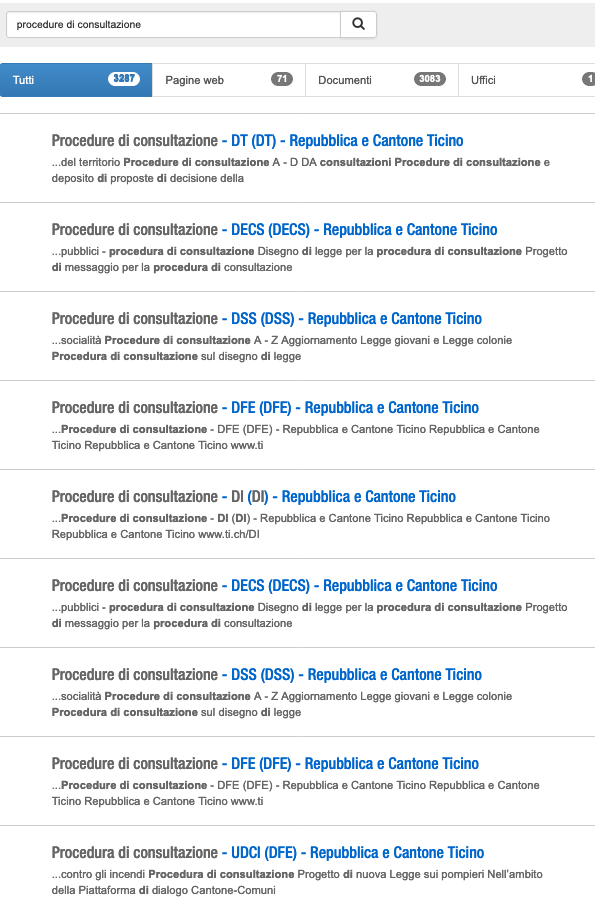 procedure di consultazione
Tutti 3287 Pagine web 71 Documenti 3083 Uffici 1
Procedure di consultazione - DT (DT) - Repubblica e Cantone Ticino
...del territorio Procedure di consultazione A - D DA consultazioni Procedure di consultazione e
deposito di proposte di decisione della
Procedure di consultazione - DECS (DECS) - Repubblica e Cantone Ticino
...pubblici - procedura di consultazione Disegno di legge per la procedura di consultazione Progetto
di messaggio per la procedura di consultazione
Procedure di consultazione - DSS (DSS) - Repubblica e Cantone Ticino
...socialità Procedure di consultazione A - Z Aggiornamento Legge giovani e Legge colonie
Procedura di consultazione sul disegno di legge
Procedure di consultazione - DFE (DFE) - Repubblica e Cantone Ticino
...Procedure di consultazione - DFE (DFE) - Repubblica e Cantone Ticino Repubblica e Cantone
Ticino Repubblica e Cantone Ticino www.ti
Procedure di consultazione - DI (DI) - Repubblica e Cantone Ticino
...Procedure di consultazione - DI (DI) - Repubblica e Cantone Ticino Repubblica e Cantone Ticino
Repubblica e Cantone Ticino www.ti.ch/DI
Procedure di consultazione - DECS (DECS) - Repubblica e Cantone Ticino
...pubblici - procedura di consultazione Disegno di legge per la procedura di consultazione Progetto
di messaggio per la procedura di consultazione
Procedure di consultazione - DSS (DSS) - Repubblica e Cantone Ticino
...socialità Procedure di consultazione A - Z Aggiornamento Legge giovani e Legge colonie
Procedura di consultazione sul disegno di legge
Procedure di consultazione - DFE (DFE) - Repubblica e Cantone Ticino
...Procedure di consultazione - DFE (DFE) - Repubblica e Cantone Ticino Repubblica e Cantone
Ticino Repubblica e Cantone Ticino www.ti
Procedura di consultazione - UDCI (DFE) - Repubblica e Cantone Ticino
...contro gli incendi Procedura di consultazione Progetto di nuova Legge sui pompieri Nell'ambito
della Piattaforma di dialogo Cantone-Comuni